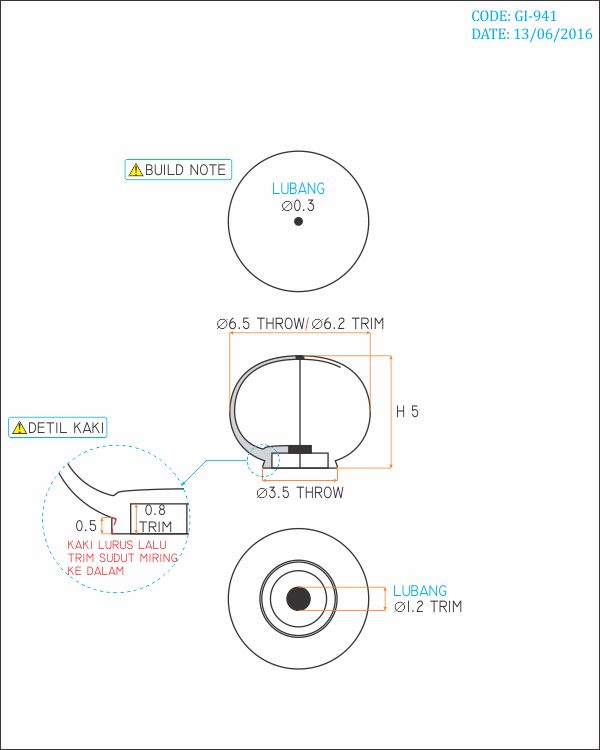 CODE: GI-941
DATE: 13/06/2016
BUILD NOTE
LUBANG
∅0.3
∅6.5 THROW/∅6.2 TRIM
H 5
DETIL KAKI
∅3.5 THROW
0.8
0.5 TRIM
KAKI LURUS LALU
TRIM SUDUT MIRING
KE DALAM
LUBANG
∅1.2 TRIM